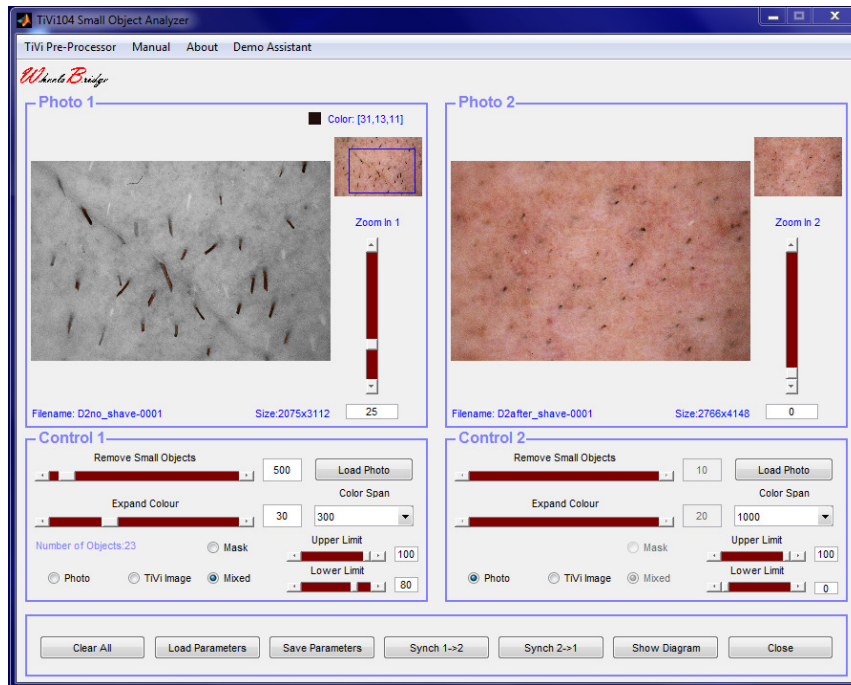 TiVi104 Small Object Analyzer
TiVi Pre-Processor Manual About Demo Assistant
WheelsBridge
Photo 1
Color: [31,13,11]
Zoom In 1
Filename: D2no_shave-0001 Size:2075x3112 25
Photo 2
Zoom In 2
Filename: D2after_shave-0001 Size:2766x4148 0
Control 1
Remove Small Objects
500 Load Photo
Expand Colour Color Span
30 300
Number of Objects:23 Mask Upper Limit
100
Photo TiVi Image Mixed Lower Limit
80
Control 2
Remove Small Objects
10 Load Photo
Expand Colour Color Span
20 1000
Mask Upper Limit
100
Photo TiVi Image Mixed Lower Limit
0
Clear All Load Parameters Save Parameters Synch 1->2 Synch 2->1 Show Diagram Close